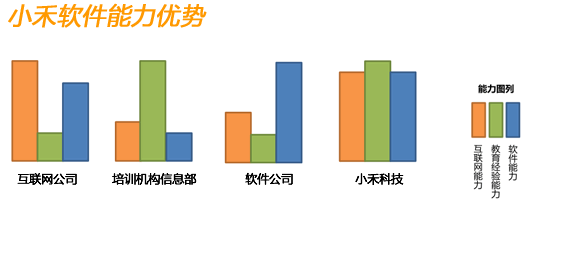 小禾软件能力优势
能力图列
互联网公司
培训机构信息部
软件公司
小禾科技
互联网能力
教育经验能力
软件能力